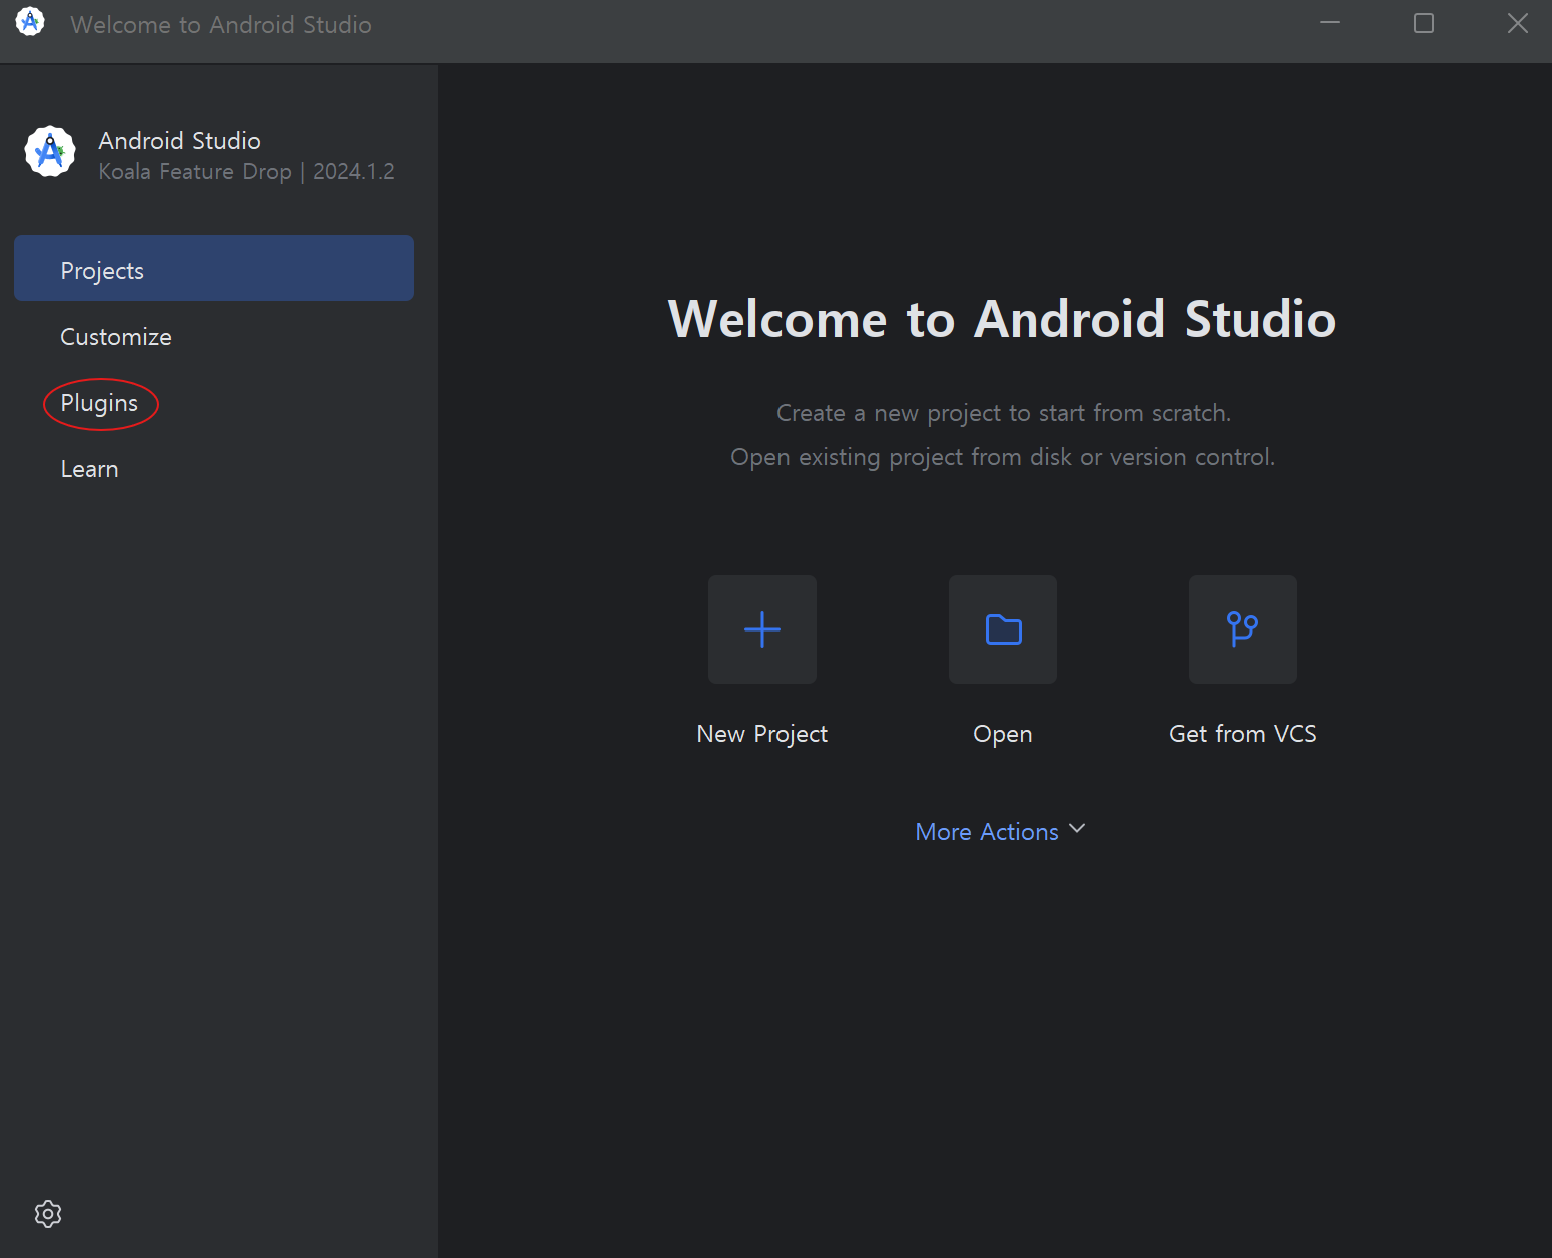 Welcome to Android Studio
Android Studio
Koala Feature Drop | 2024.1.2
Projects
Customize
Plugins
Learn
Welcome to Android Studio
Create a new project to start from scratch.
Open existing project from disk or version control.
New Project
Open
Get from VCS
More Actions